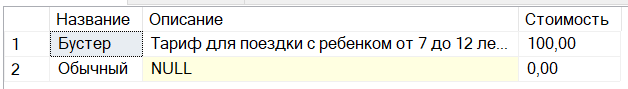 Название Описание Стоимость
1 Бустер Тариф для поездки с ребенком от 7 до 12 ле... 100,00
2 Обычный NULL 0,00